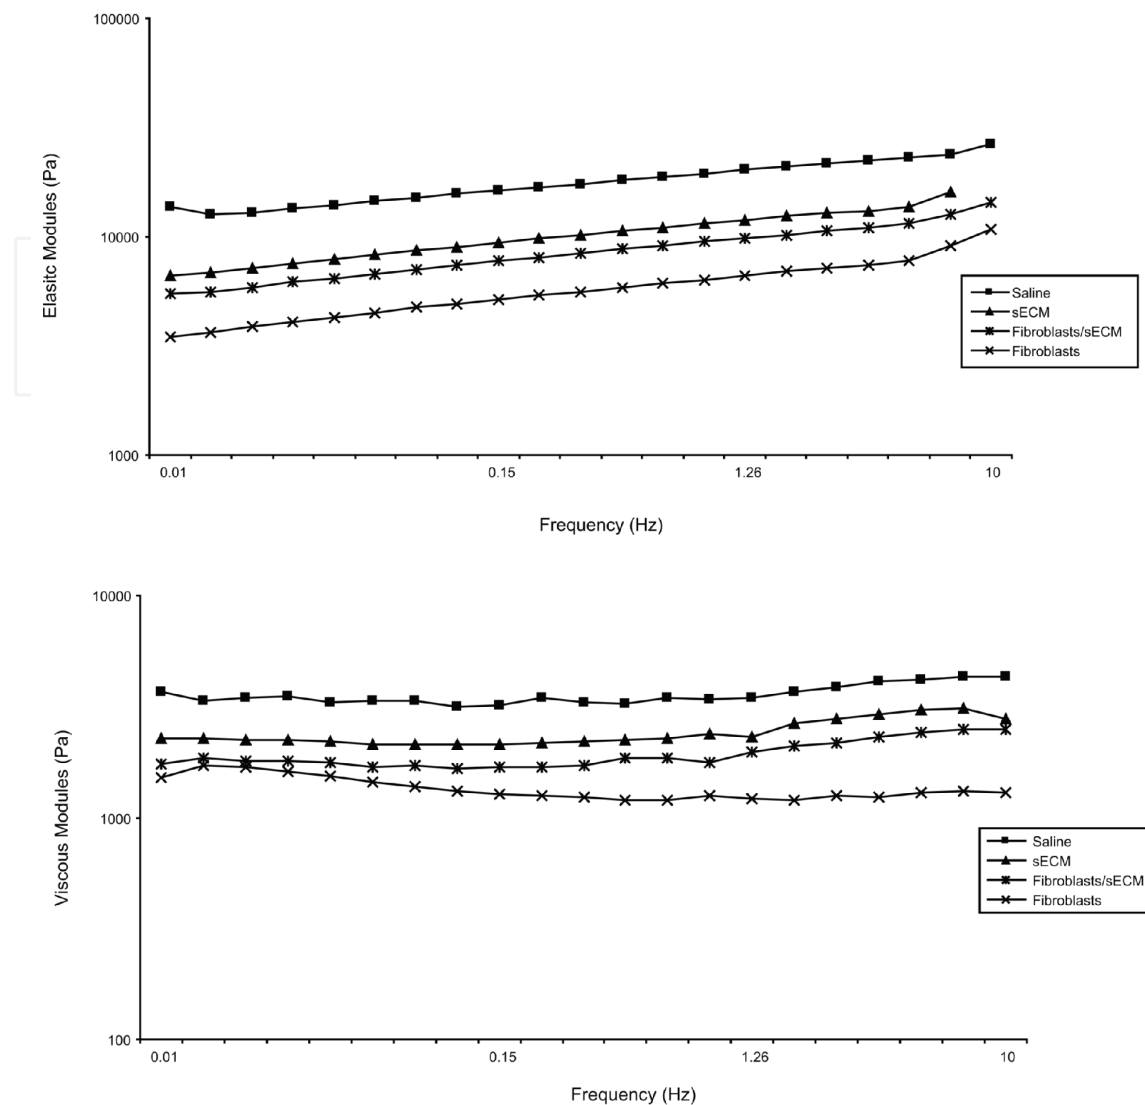 100000
10000
1000
Elasitc Modules (Pa)
0.01 0.15 1.26 10
Frequency (Hz)
Saline
sECM
Fibroblasts/sECM
Fibroblasts
10000
1000
100
Viscous Modules (Pa)
0.01 0.15 1.26 10
Frequency (Hz)
Saline
sECM
Fibroblasts/sECM
Fibroblasts